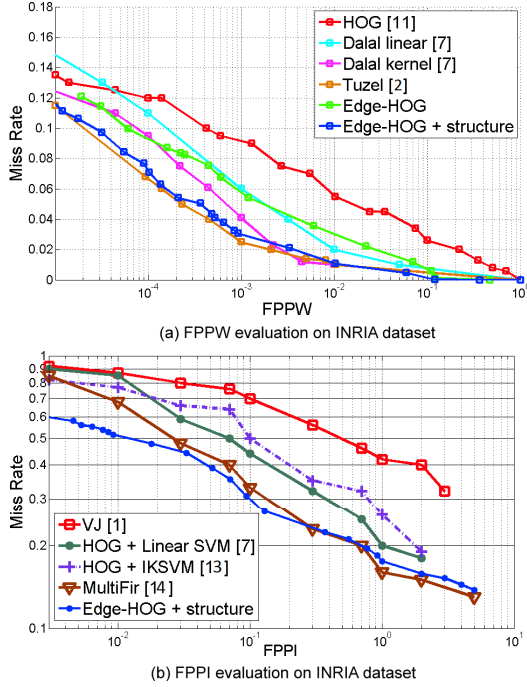 0.18
0.16
0.14
0.12
0.1
0.08
0.06
0.04
0.02
0
Miss Rate
HOG [11]
Dalal linear [7]
Dalal kernel [7]
Tuzel [2]
Edge-HOG
Edge-HOG + structure
10⁻⁴ 10⁻³ 10⁻² 10⁻¹ 10⁰
FPPW
(a) FPPW evaluation on INRIA dataset
1
0.9
0.8
0.7
0.6
0.5
0.4
0.3
0.2
0.1
Miss Rate
VJ [1]
HOG + Linear SVM [7]
HOG + IKSVM [13]
MultiFir [14]
Edge-HOG + structure
10⁻² 10⁻¹ 10⁰ 10¹
FPPI
(b) FPPI evaluation on INRIA dataset